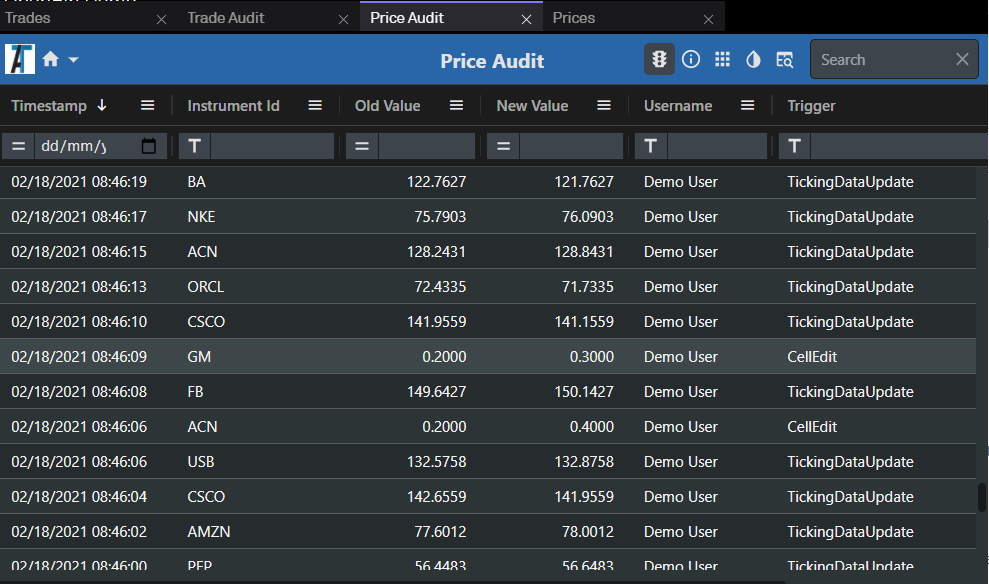 Trades Trade Audit Price Audit Prices
Price Audit Search
Timestamp Instrument Id Old Value New Value Username Trigger
= dd/mm/y T = = T T
02/18/2021 08:46:19 BA 122.7627 121.7627 Demo User TickingDataUpdate
02/18/2021 08:46:17 NKE 75.7903 76.0903 Demo User TickingDataUpdate
02/18/2021 08:46:15 ACN 128.2431 128.8431 Demo User TickingDataUpdate
02/18/2021 08:46:13 ORCL 72.4335 71.7335 Demo User TickingDataUpdate
02/18/2021 08:46:10 CSCO 141.9559 141.1559 Demo User TickingDataUpdate
02/18/2021 08:46:09 GM 0.2000 0.3000 Demo User CellEdit
02/18/2021 08:46:08 FB 149.6427 150.1427 Demo User TickingDataUpdate
02/18/2021 08:46:06 ACN 0.2000 0.4000 Demo User CellEdit
02/18/2021 08:46:06 USB 132.5758 132.8758 Demo User TickingDataUpdate
02/18/2021 08:46:04 CSCO 142.6559 141.9559 Demo User TickingDataUpdate
02/18/2021 08:46:02 AMZN 77.6012 78.0012 Demo User TickingDataUpdate
02/18/2021 08:46:00 PEP 56.4483 56.6483 Demo User TickingDataUpdate